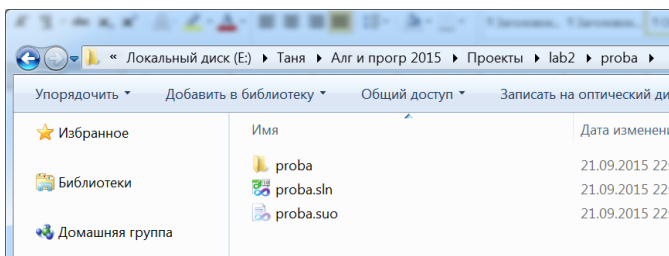 « Локальный диск (E:) ▸ Таня ▸ Алг и прогр 2015 ▸ Проекты ▸ lab2 ▸ proba ▸
Упорядочить Добавить в библиотеку Общий доступ Записать на оптический ди
Избранное
Имя Дата изменени
proba 21.09.2015 22:
Библиотеки
proba.sln 21.09.2015 22:
proba.suo 21.09.2015 22:
Домашняя группа